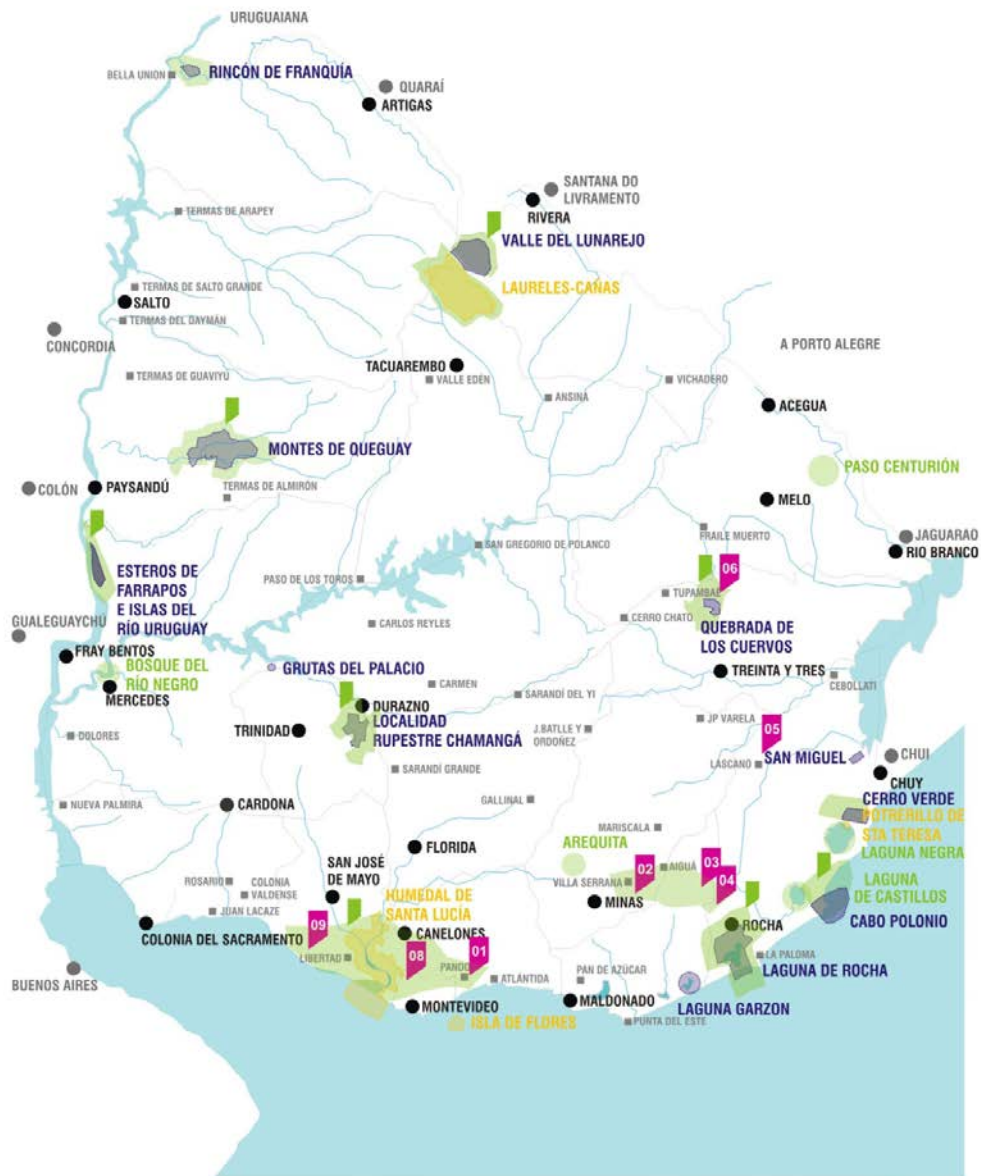 URUGUAIANA
BELLA UNION
RINCÓN DE FRANQUÍA
QUARAÍ
ARTIGAS
SANTANA DO
LIVRAMENTO
RIVERA
TERMAS DE ARAPEY
VALLE DEL LUNAREJO
LAURELES-CAÑAS
TERMAS DE SALTO GRANDE
SALTO
TERMAS DEL DAYMÁN
CONCORDIA
A PORTO ALEGRE
TACUAREMBO
VALLE EDÉN
TERMAS DE GUAVIYÚ
VICHADERO
ANSINÁ
ACEGUA
MONTES DE QUEGUAY
PASO CENTURIÓN
COLÓN
PAYSANDÚ
TERMAS DE ALMIRÓN
MELO
FRAILE MUERTO
JAGUARAO
RIO BRANCO
SAN GREGORIO DE POLANCO
06
ESTEROS DE
FARRAPOS
E ISLAS DEL
RÍO URUGUAY
PASO DE LOS TOROS
TUPAMBAE
CERRO CHATO
CARLOS REYLES
GUALEGUAYCHU
QUEBRADA DE
LOS CUERVOS
FRAY BENTOS
BOSQUE DEL
RÍO NEGRO
MERCEDES
GRUTAS DEL PALACIO
TREINTA Y TRES
CEBOLLATI
CARMEN
SARANDÍ DEL YI
DURAZNO
LOCALIDAD
RUPESTRE CHAMANGÁ
TRINIDAD
DOLORES
J.BATLLE Y
ORDOÑEZ
JP VARELA
05
SAN MIGUEL
CHUI
CHUY
LASCANO
SARANDÍ GRANDE
NUEVA PALMIRA
CARDONA
GALLINAL
CERRO VERDE
POTRERILLO DE
STA TERESA
LAGUNA NEGRA
MARISCALA
FLORIDA
AREQUITA
AIGUÁ
03
02
04
VILLA SERRANA
LAGUNA
DE CASTILLOS
CABO POLONIO
SAN JOSÉ
DE MAYO
ROSARIO
COLONIA
VALDENSE
JUAN LACAZE
HUMEDAL DE
SANTA LUCÍA
MINAS
ROCHA
COLONIA DEL SACRAMENTO
09
CANELONES
01
08
LIBERTAD
PANDO
ATLÁNTIDA
PAN DE AZÚCAR
LA PALOMA
LAGUNA DE ROCHA
BUENOS AIRES
MONTEVIDEO
MALDONADO
LAGUNA GARZON
ISLA DE FLORES
PUNTA DEL ESTE